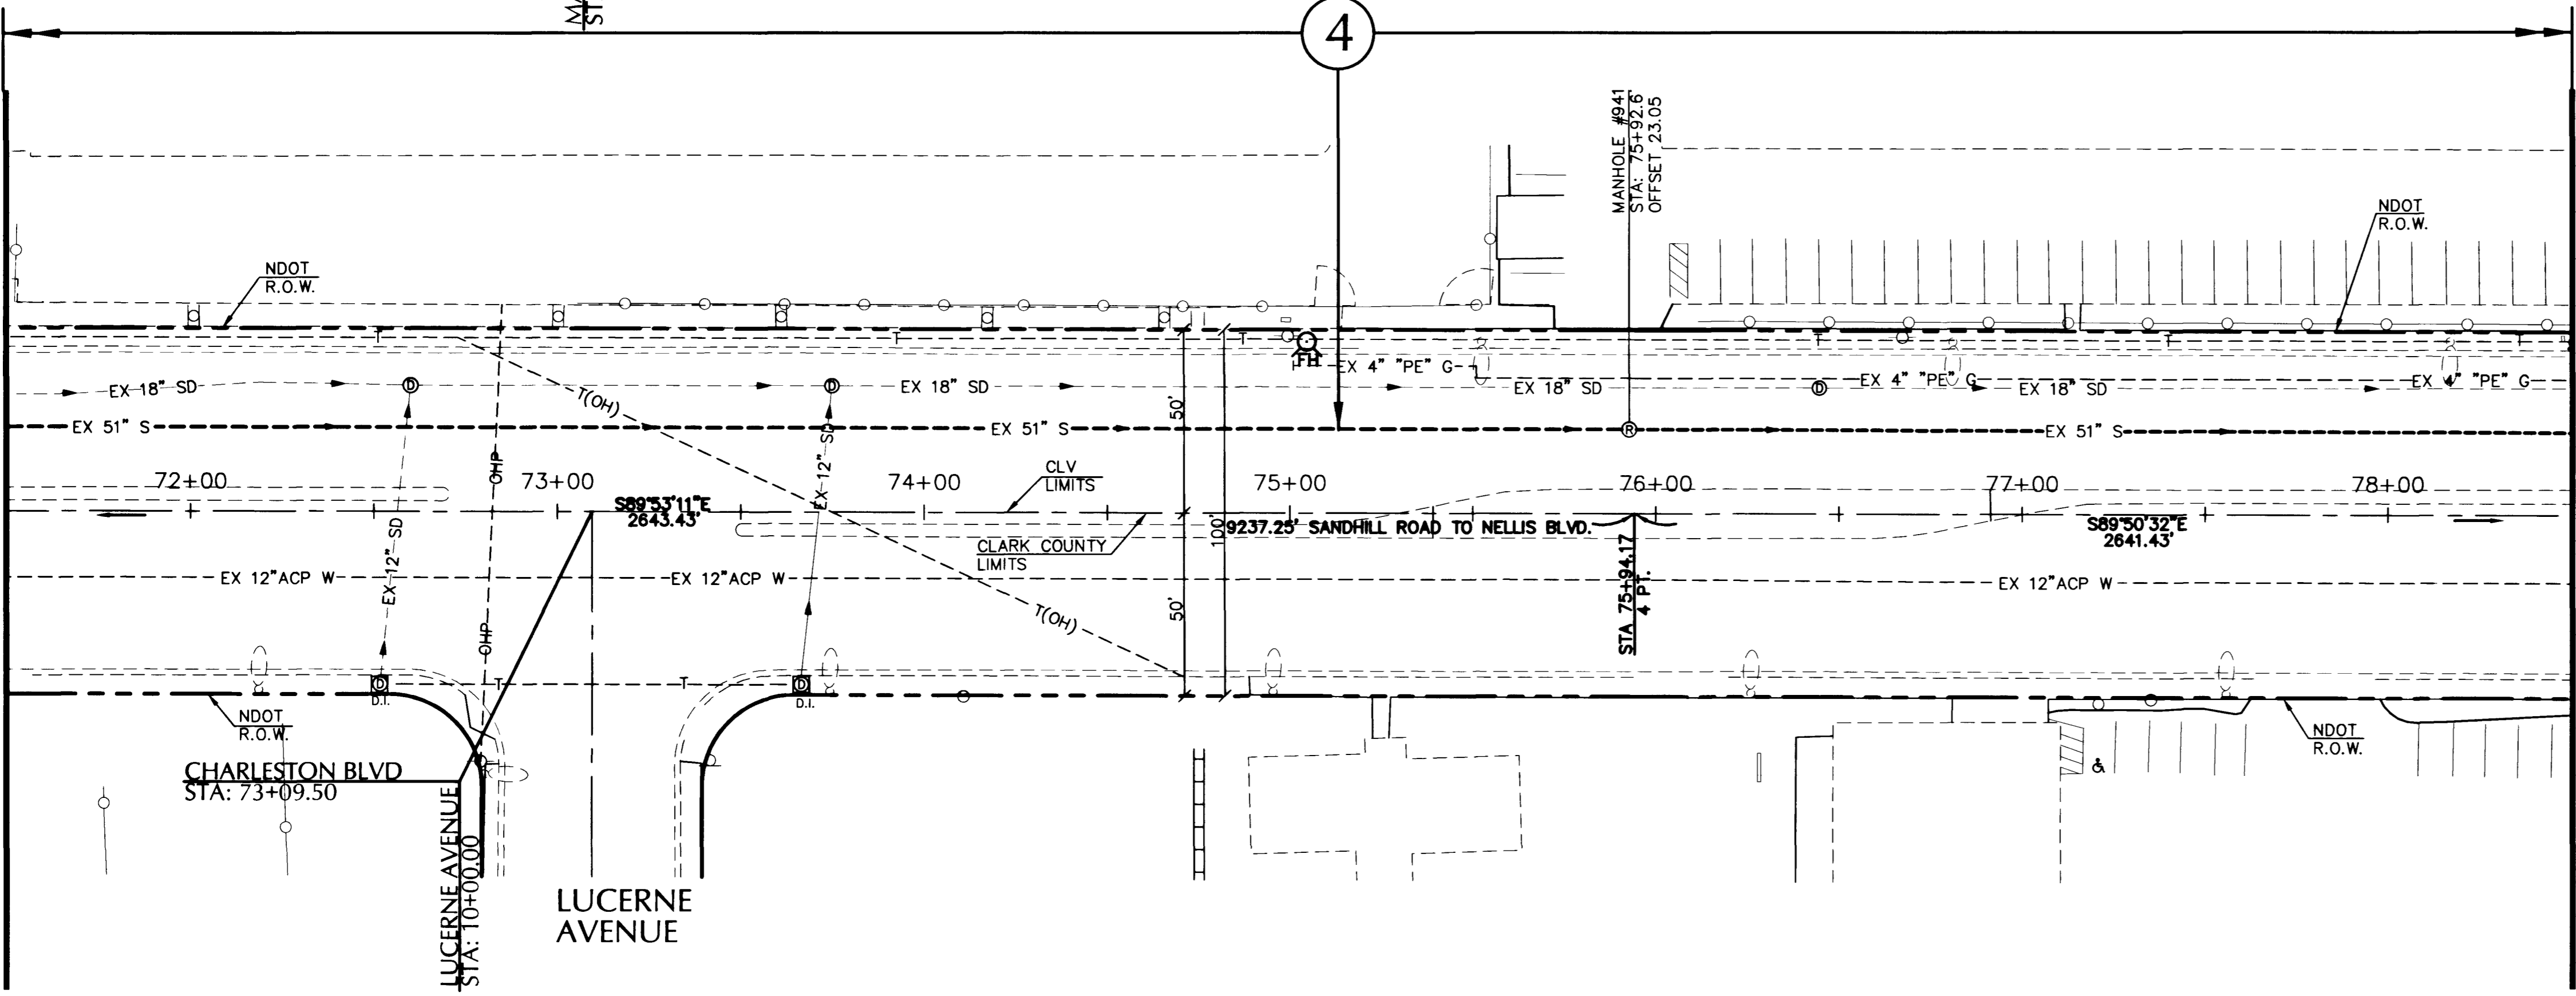 4
MANHOLE #941
STA: 75+92.6
OFFSET 23.05
NDOT
R.O.W.
NDOT
R.O.W.
T
T
T
T
T
T
FH
EX 4" "PE" G
EX 18" SD
D
D
EX 18" SD
EX 18" SD
D
EX 4" "PE" G
EX 18" SD
EX 4" "PE" G
T(OH)
50'
EX 51" S
EX 51" S
R
EX 51" S
OHP
EX 12" SD
72+00
73+00
74+00
75+00
76+00
77+00
78+00
CLV
LIMITS
S89°53'11"E
2643.43'
9237.25' SANDHILL ROAD TO NELLIS BLVD.
S89°50'32"E
2641.43'
100'
CLARK COUNTY
LIMITS
STA 75+94.17
4 PT.
EX 12" SD
EX 12"ACP W
EX 12"ACP W
EX 12"ACP W
50'
T(OH)
OHP
D
D.I.
T
T
D
D.I.
NDOT
R.O.W.
NDOT
R.O.W.
CHARLESTON BLVD
STA: 73+09.50
LUCERNE AVENUE
STA: 10+00.00
LUCERNE
AVENUE